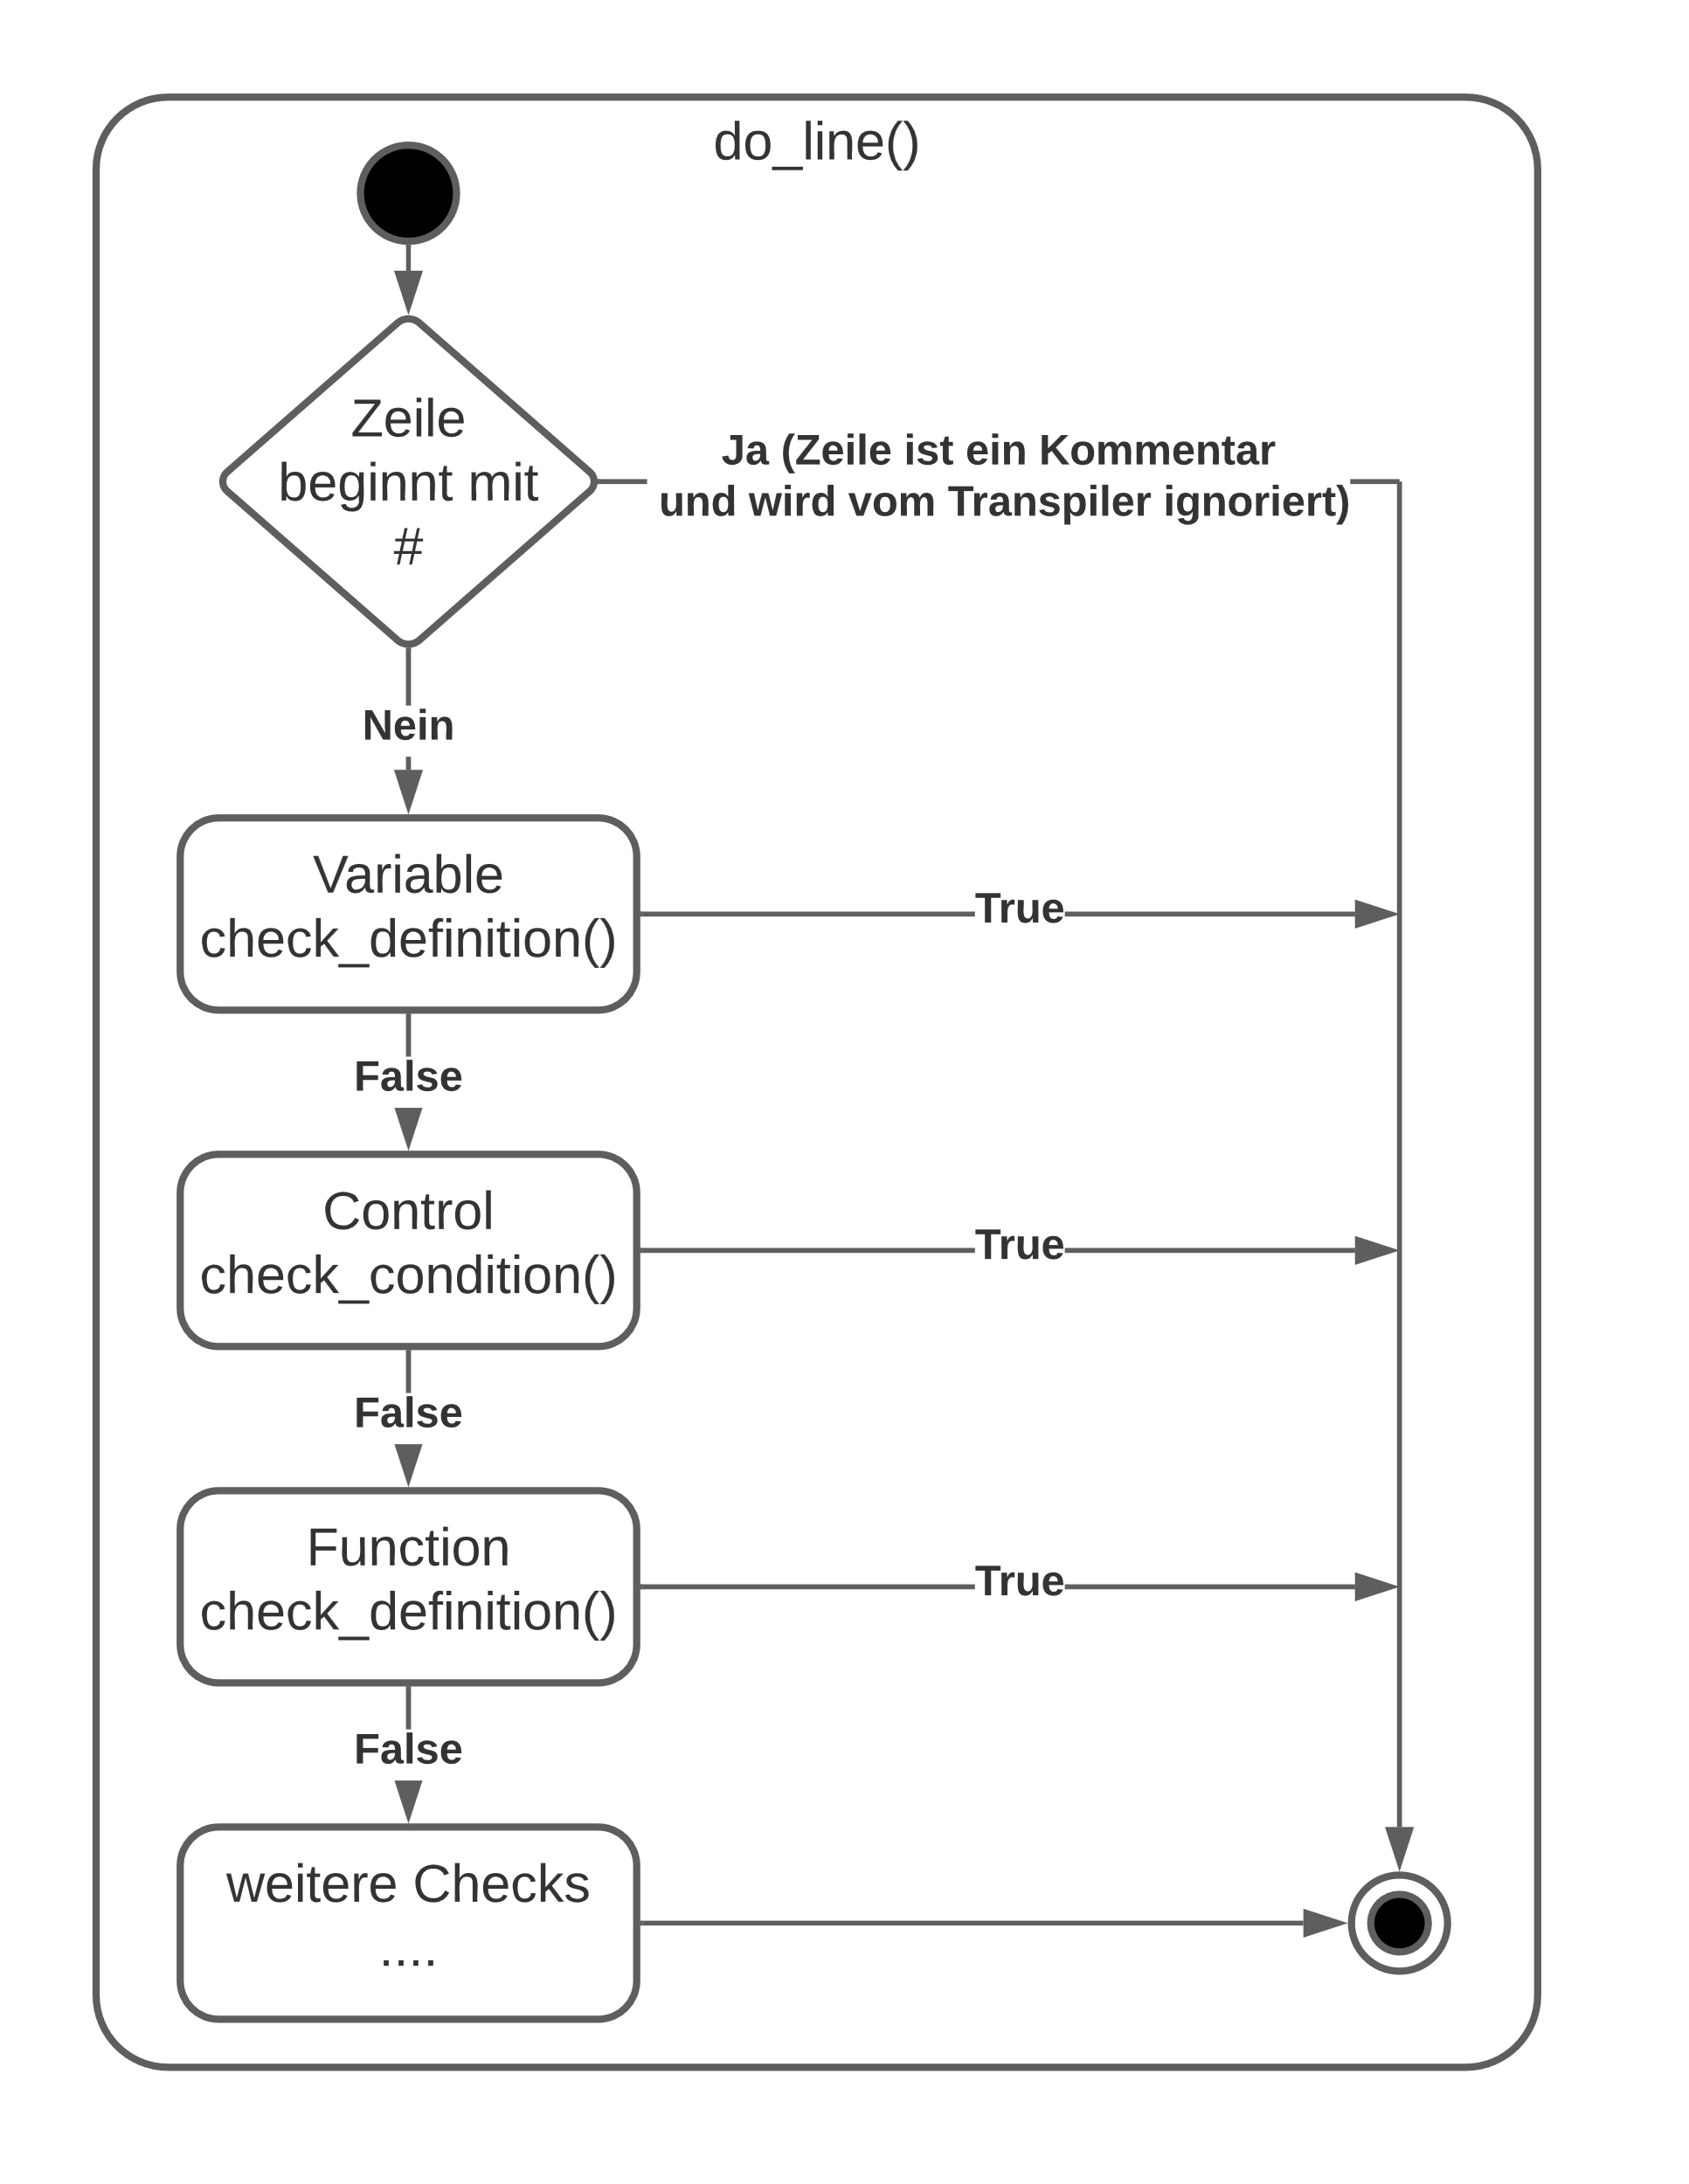 do_line()
Zeile
beginnt mit
#
Ja (Zeile ist ein Kommentar
und wird vom Transpiler ignoriert)
Nein
Variable
check_definition()
True
False
Control
check_condition()
True
False
Function
check_definition()
True
False
weitere Checks
....